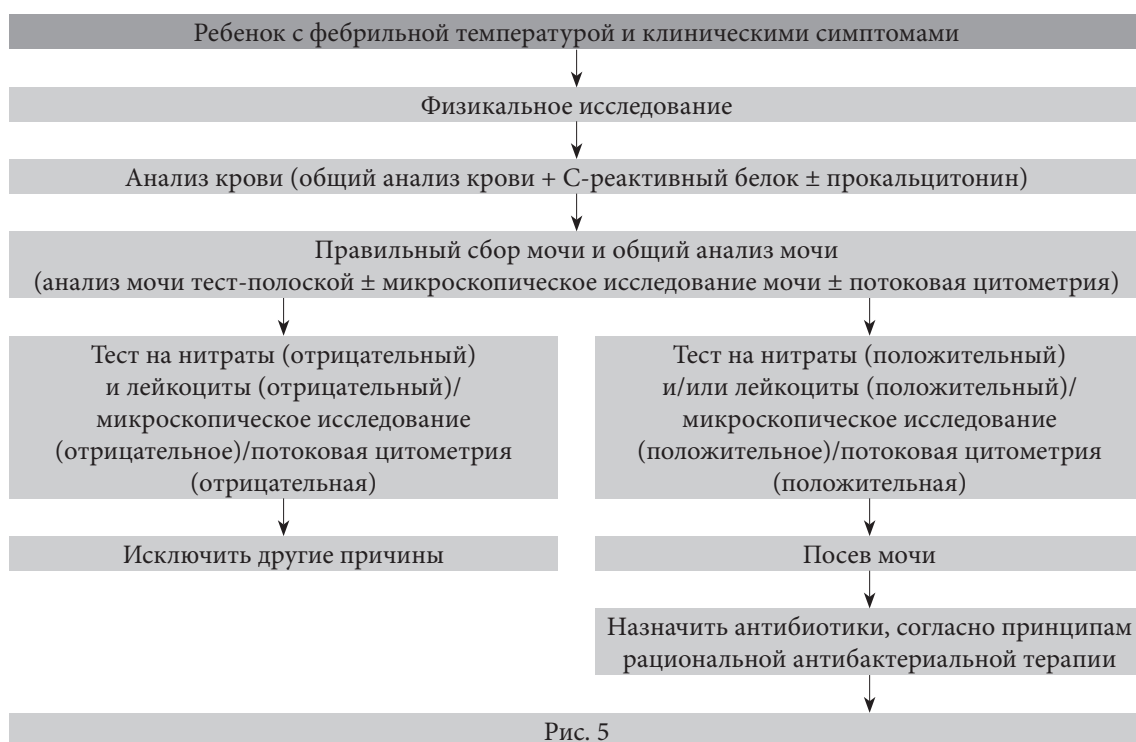 Ребенок с фебрильной температурой и клиническими симптомами
Физикальное исследование
Анализ крови (общий анализ крови + С-реактивный белок ± прокальцитонин)
Правильный сбор мочи и общий анализ мочи
(анализ мочи тест-полоской ± микроскопическое исследование мочи ± потоковая цитометрия)
Тест на нитраты (отрицательный)
и лейкоциты (отрицательный)/
микроскопическое исследование
(отрицательное)/потоковая цитометрия
(отрицательная)
Тест на нитраты (положительный)
и/или лейкоциты (положительный)/
микроскопическое исследование
(положительное)/потоковая цитометрия
(положительная)
Исключить другие причины
Посев мочи
Назначить антибиотики, согласно принципам
рациональной антибактериальной терапии
Рис. 5